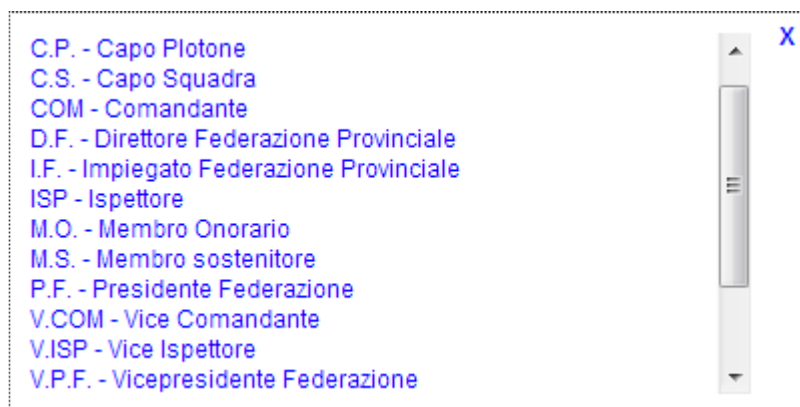 X
C.P. - Capo Plotone
C.S. - Capo Squadra
COM - Comandante
D.F. - Direttore Federazione Provinciale
I.F. - Impiegato Federazione Provinciale
ISP - Ispettore
M.O. - Membro Onorario
M.S. - Membro sostenitore
P.F. - Presidente Federazione
V.COM - Vice Comandante
V.ISP - Vice Ispettore
V.P.F. - Vicepresidente Federazione